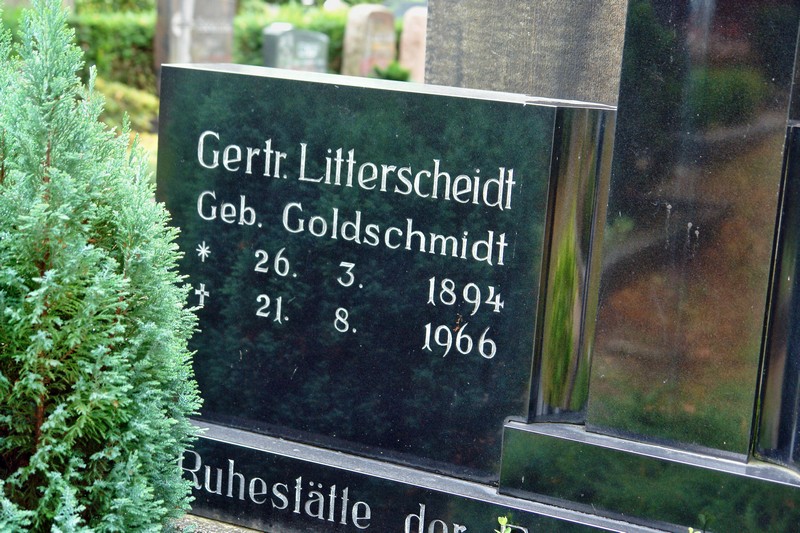 Gertr. Litterscheidt
Geb. Goldschmidt
* 26. 3. 1894
† 21. 8. 1966
Ruhestätte der